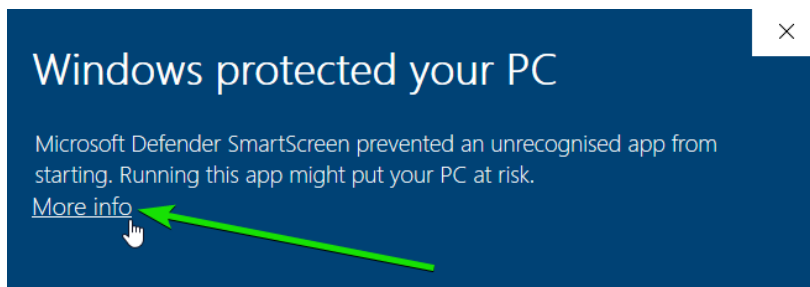 Windows protected your PC
Microsoft Defender SmartScreen prevented an unrecognised app from
starting. Running this app might put your PC at risk.
More info